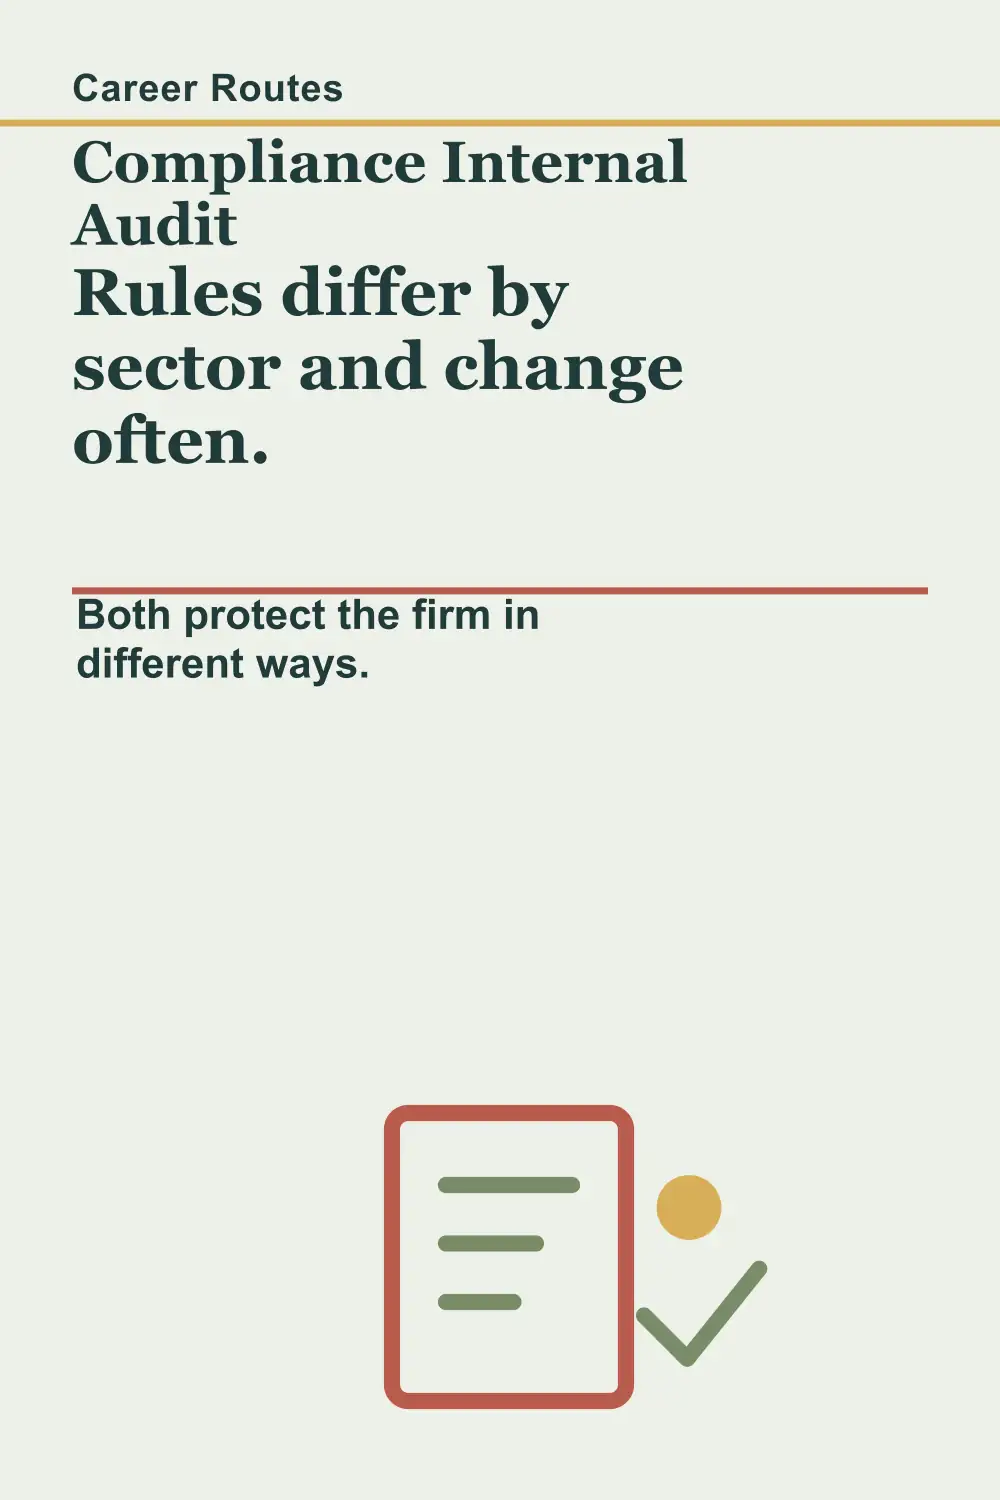 Career Routes
Compliance Internal
Audit
Rules differ by
sector and change
often.
Both protect the firm in
different ways.